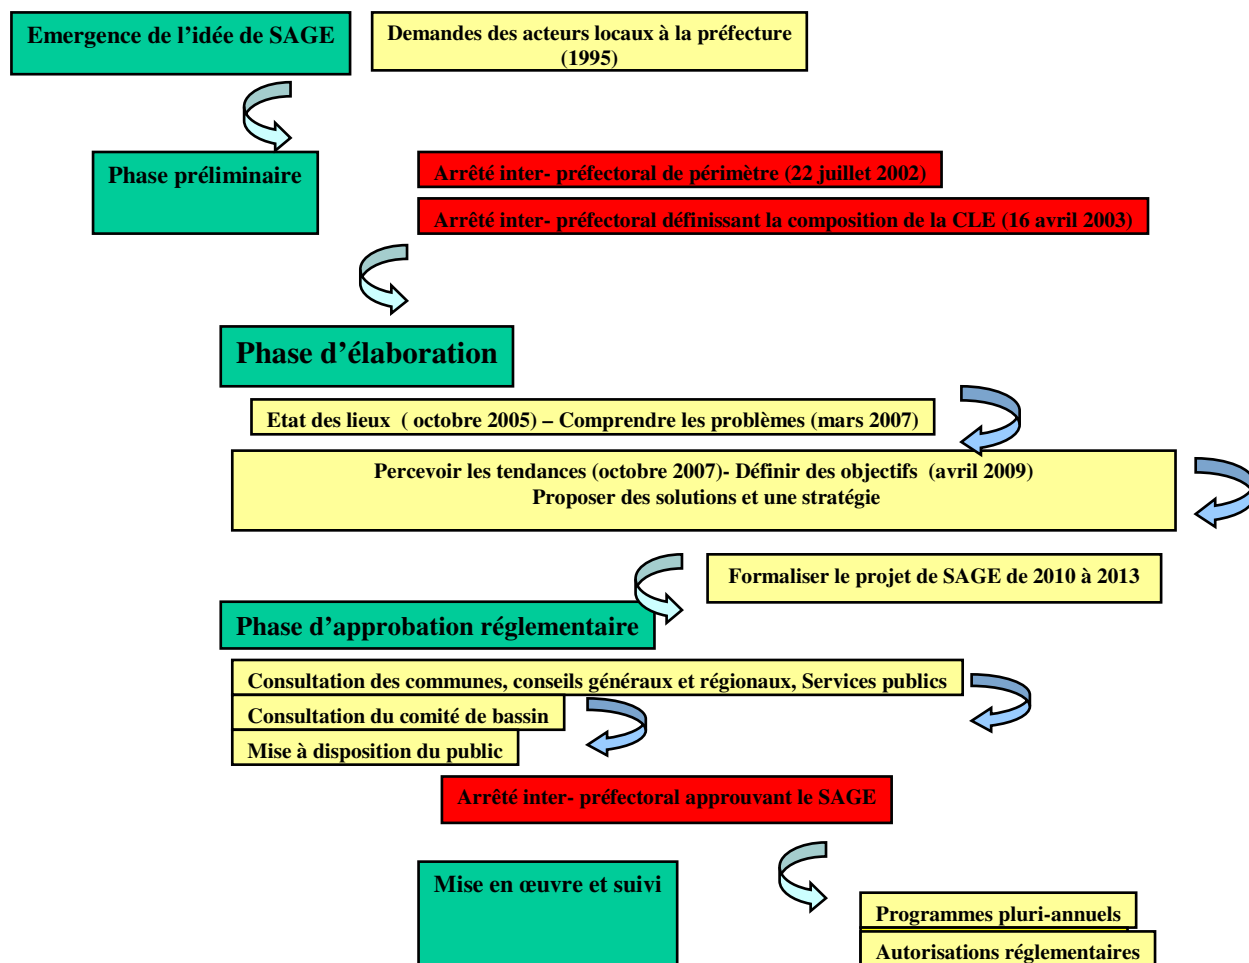 Emergence de l’idée de SAGE
Demandes des acteurs locaux à la préfecture
(1995)
Phase préliminaire
Arrêté inter- préfectoral de périmètre (22 juillet 2002)
Arrêté inter- préfectoral définissant la composition de la CLE (16 avril 2003)
Phase d’élaboration
Etat des lieux ( octobre 2005) – Comprendre les problèmes (mars 2007)
Percevoir les tendances (octobre 2007)- Définir des objectifs (avril 2009)
Proposer des solutions et une stratégie
Formaliser le projet de SAGE de 2010 à 2013
Phase d’approbation réglementaire
Consultation des communes, conseils généraux et régionaux, Services publics
Consultation du comité de bassin
Mise à disposition du public
Arrêté inter- préfectoral approuvant le SAGE
Mise en œuvre et suivi
Programmes pluri-annuels
Autorisations réglementaires